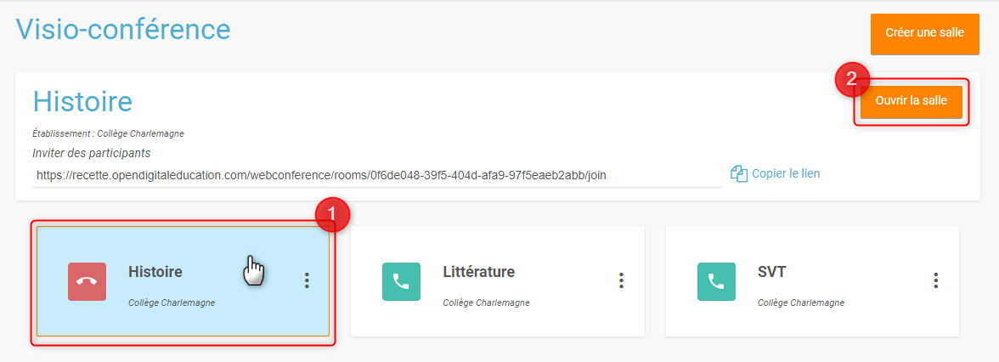 Visio-conférence
Créer une salle
2
Histoire
Ouvrir la salle
Établissement : Collège Charlemagne
Inviter des participants
https://recette.opendigitaleducation.com/webconference/rooms/0f6de048-39f5-404d-afa9-97f5eaeb2abb/join
Copier le lien
1
Histoire
Collège Charlemagne
Littérature
Collège Charlemagne
SVT
Collège Charlemagne